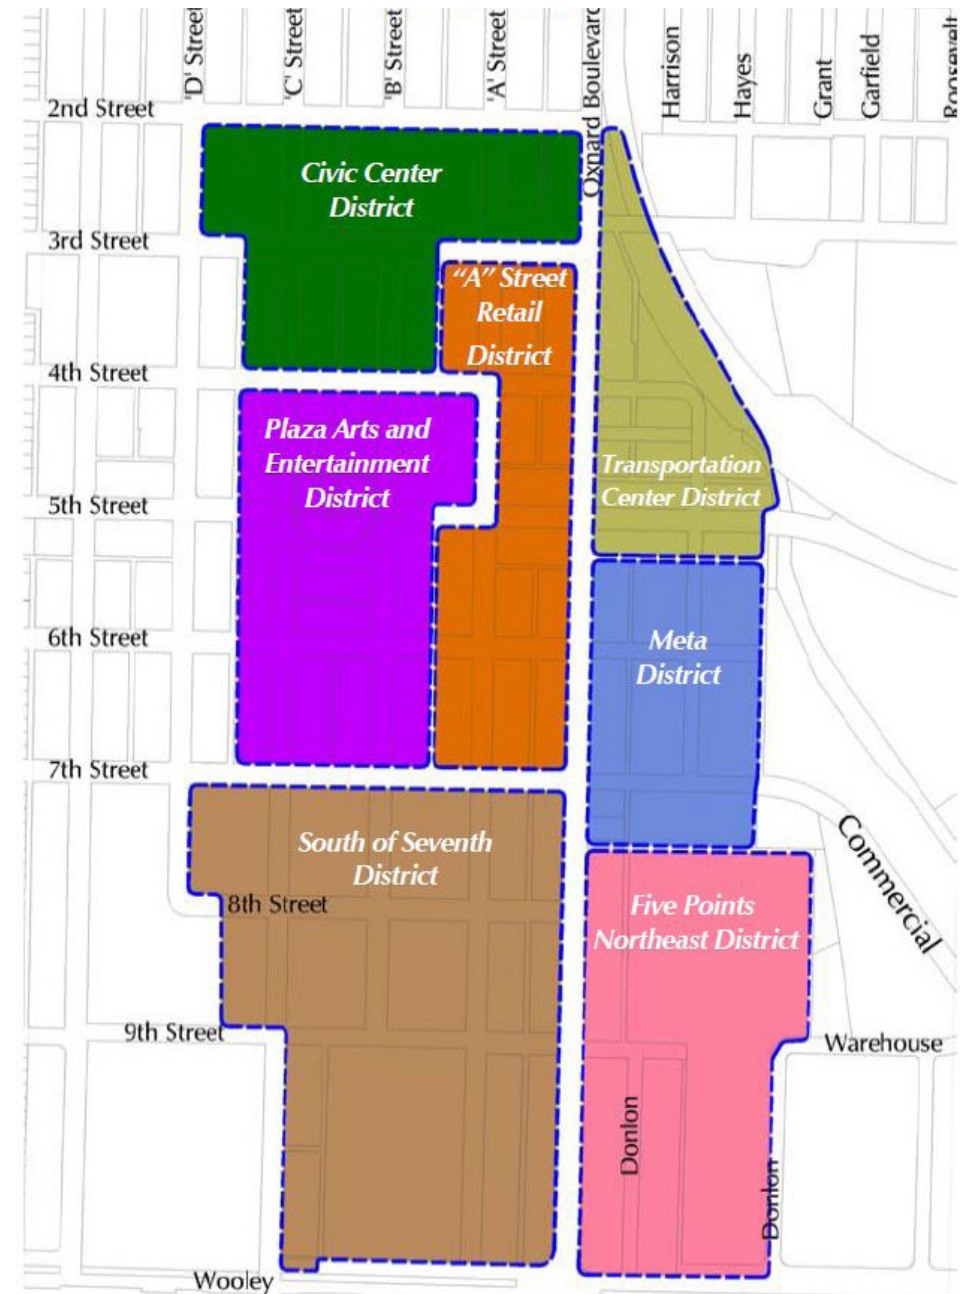 'D' Street
'C' Street
'B' Street
'A' Street
Oxnard Boulevard
Harrison
Hayes
Grant
Garfield
Roosevelt
2nd Street
Civic Center
District
3rd Street
“A” Street
Retail
District
4th Street
Plaza Arts and
Entertainment
District
Transportation
Center District
5th Street
6th Street
Meta
District
7th Street
South of Seventh
District
Commercial
8th Street
Five Points
Northeast District
9th Street
Warehouse
Donlon
Donlon
Wooley